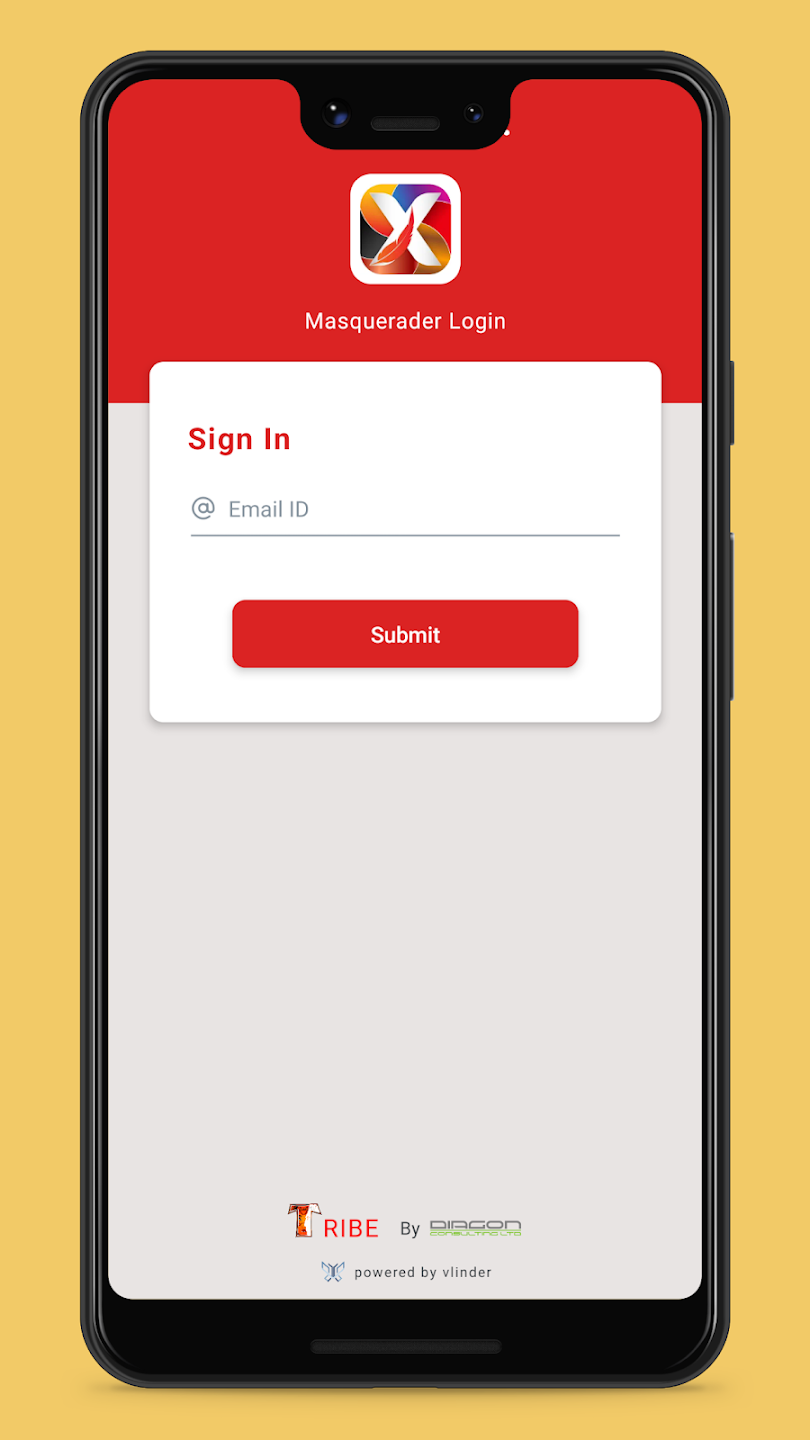 Masquerader Login
Sign In
@ Email ID
Submit
TRIBE By DIAGON CONSULTING LTD
powered by vlinder